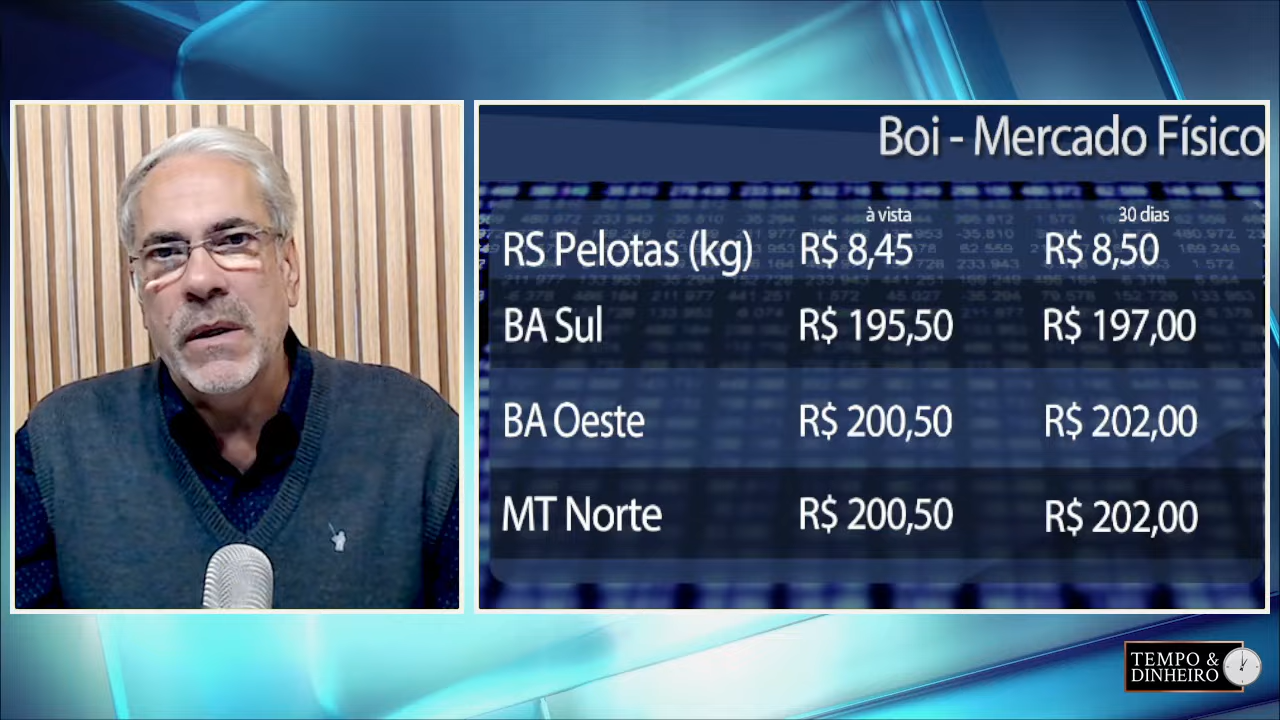 Boi - Mercado Físico
à vista 30 dias
RS Pelotas (kg) R$ 8,45 R$ 8,50
BA Sul R$ 195,50 R$ 197,00
BA Oeste R$ 200,50 R$ 202,00
MT Norte R$ 200,50 R$ 202,00
TEMPO &
DINHEIRO